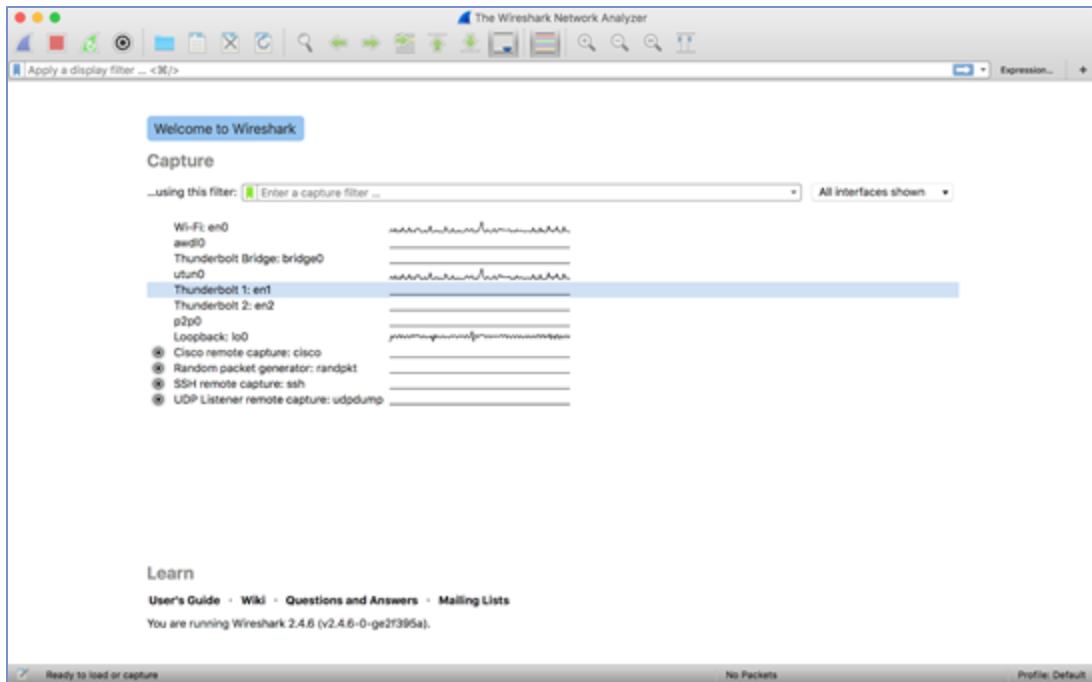 The Wireshark Network Analyzer
Apply a display filter ... <⌘/>
Expression... +
Welcome to Wireshark
Capture
...using this filter: Enter a capture filter ... All interfaces shown
Wi-Fi: en0
awdl0
Thunderbolt Bridge: bridge0
utun0
Thunderbolt 1: en1
Thunderbolt 2: en2
p2p0
Loopback: lo0
Cisco remote capture: cisco
Random packet generator: randpkt
SSH remote capture: ssh
UDP Listener remote capture: udpdump
Learn
User's Guide · Wiki · Questions and Answers · Mailing Lists
You are running Wireshark 2.4.6 (v2.4.6-0-ge2f395a).
Ready to load or capture No Packets Profile: Default